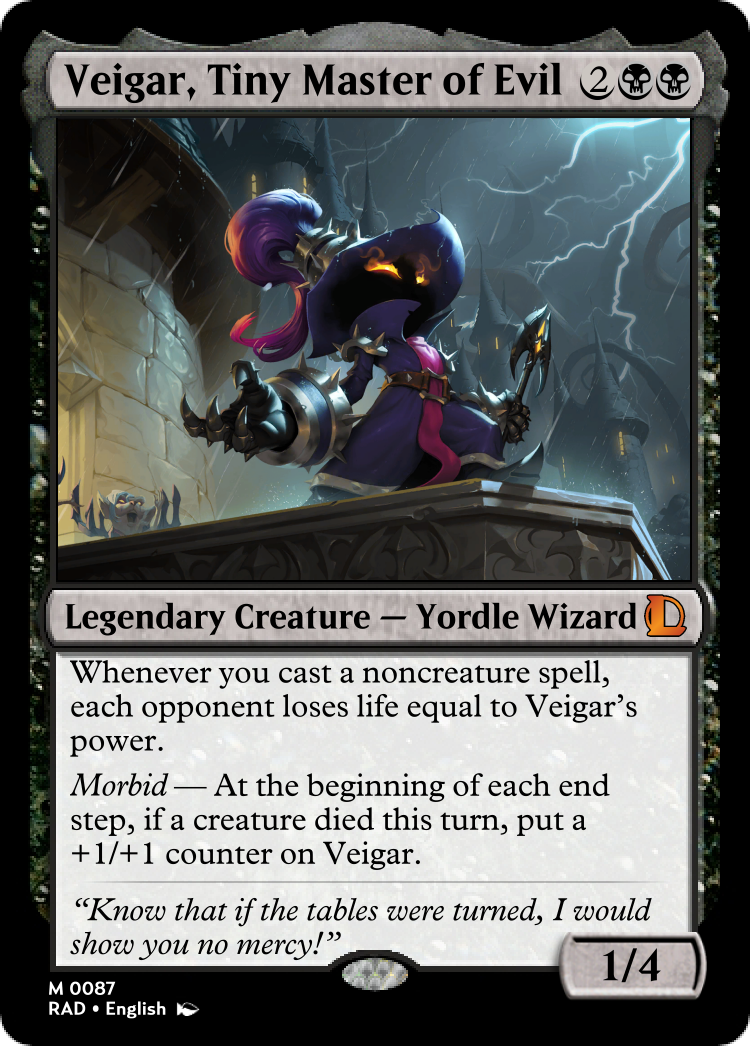 Veigar, Tiny Master of Evil 2
Legendary Creature — Yordle Wizard
Whenever you cast a noncreature spell,
each opponent loses life equal to Veigar’s
power.
Morbid — At the beginning of each end
step, if a creature died this turn, put a
+1/+1 counter on Veigar.
“Know that if the tables were turned, I would
show you no mercy!”
1/4
M 0087
RAD • English